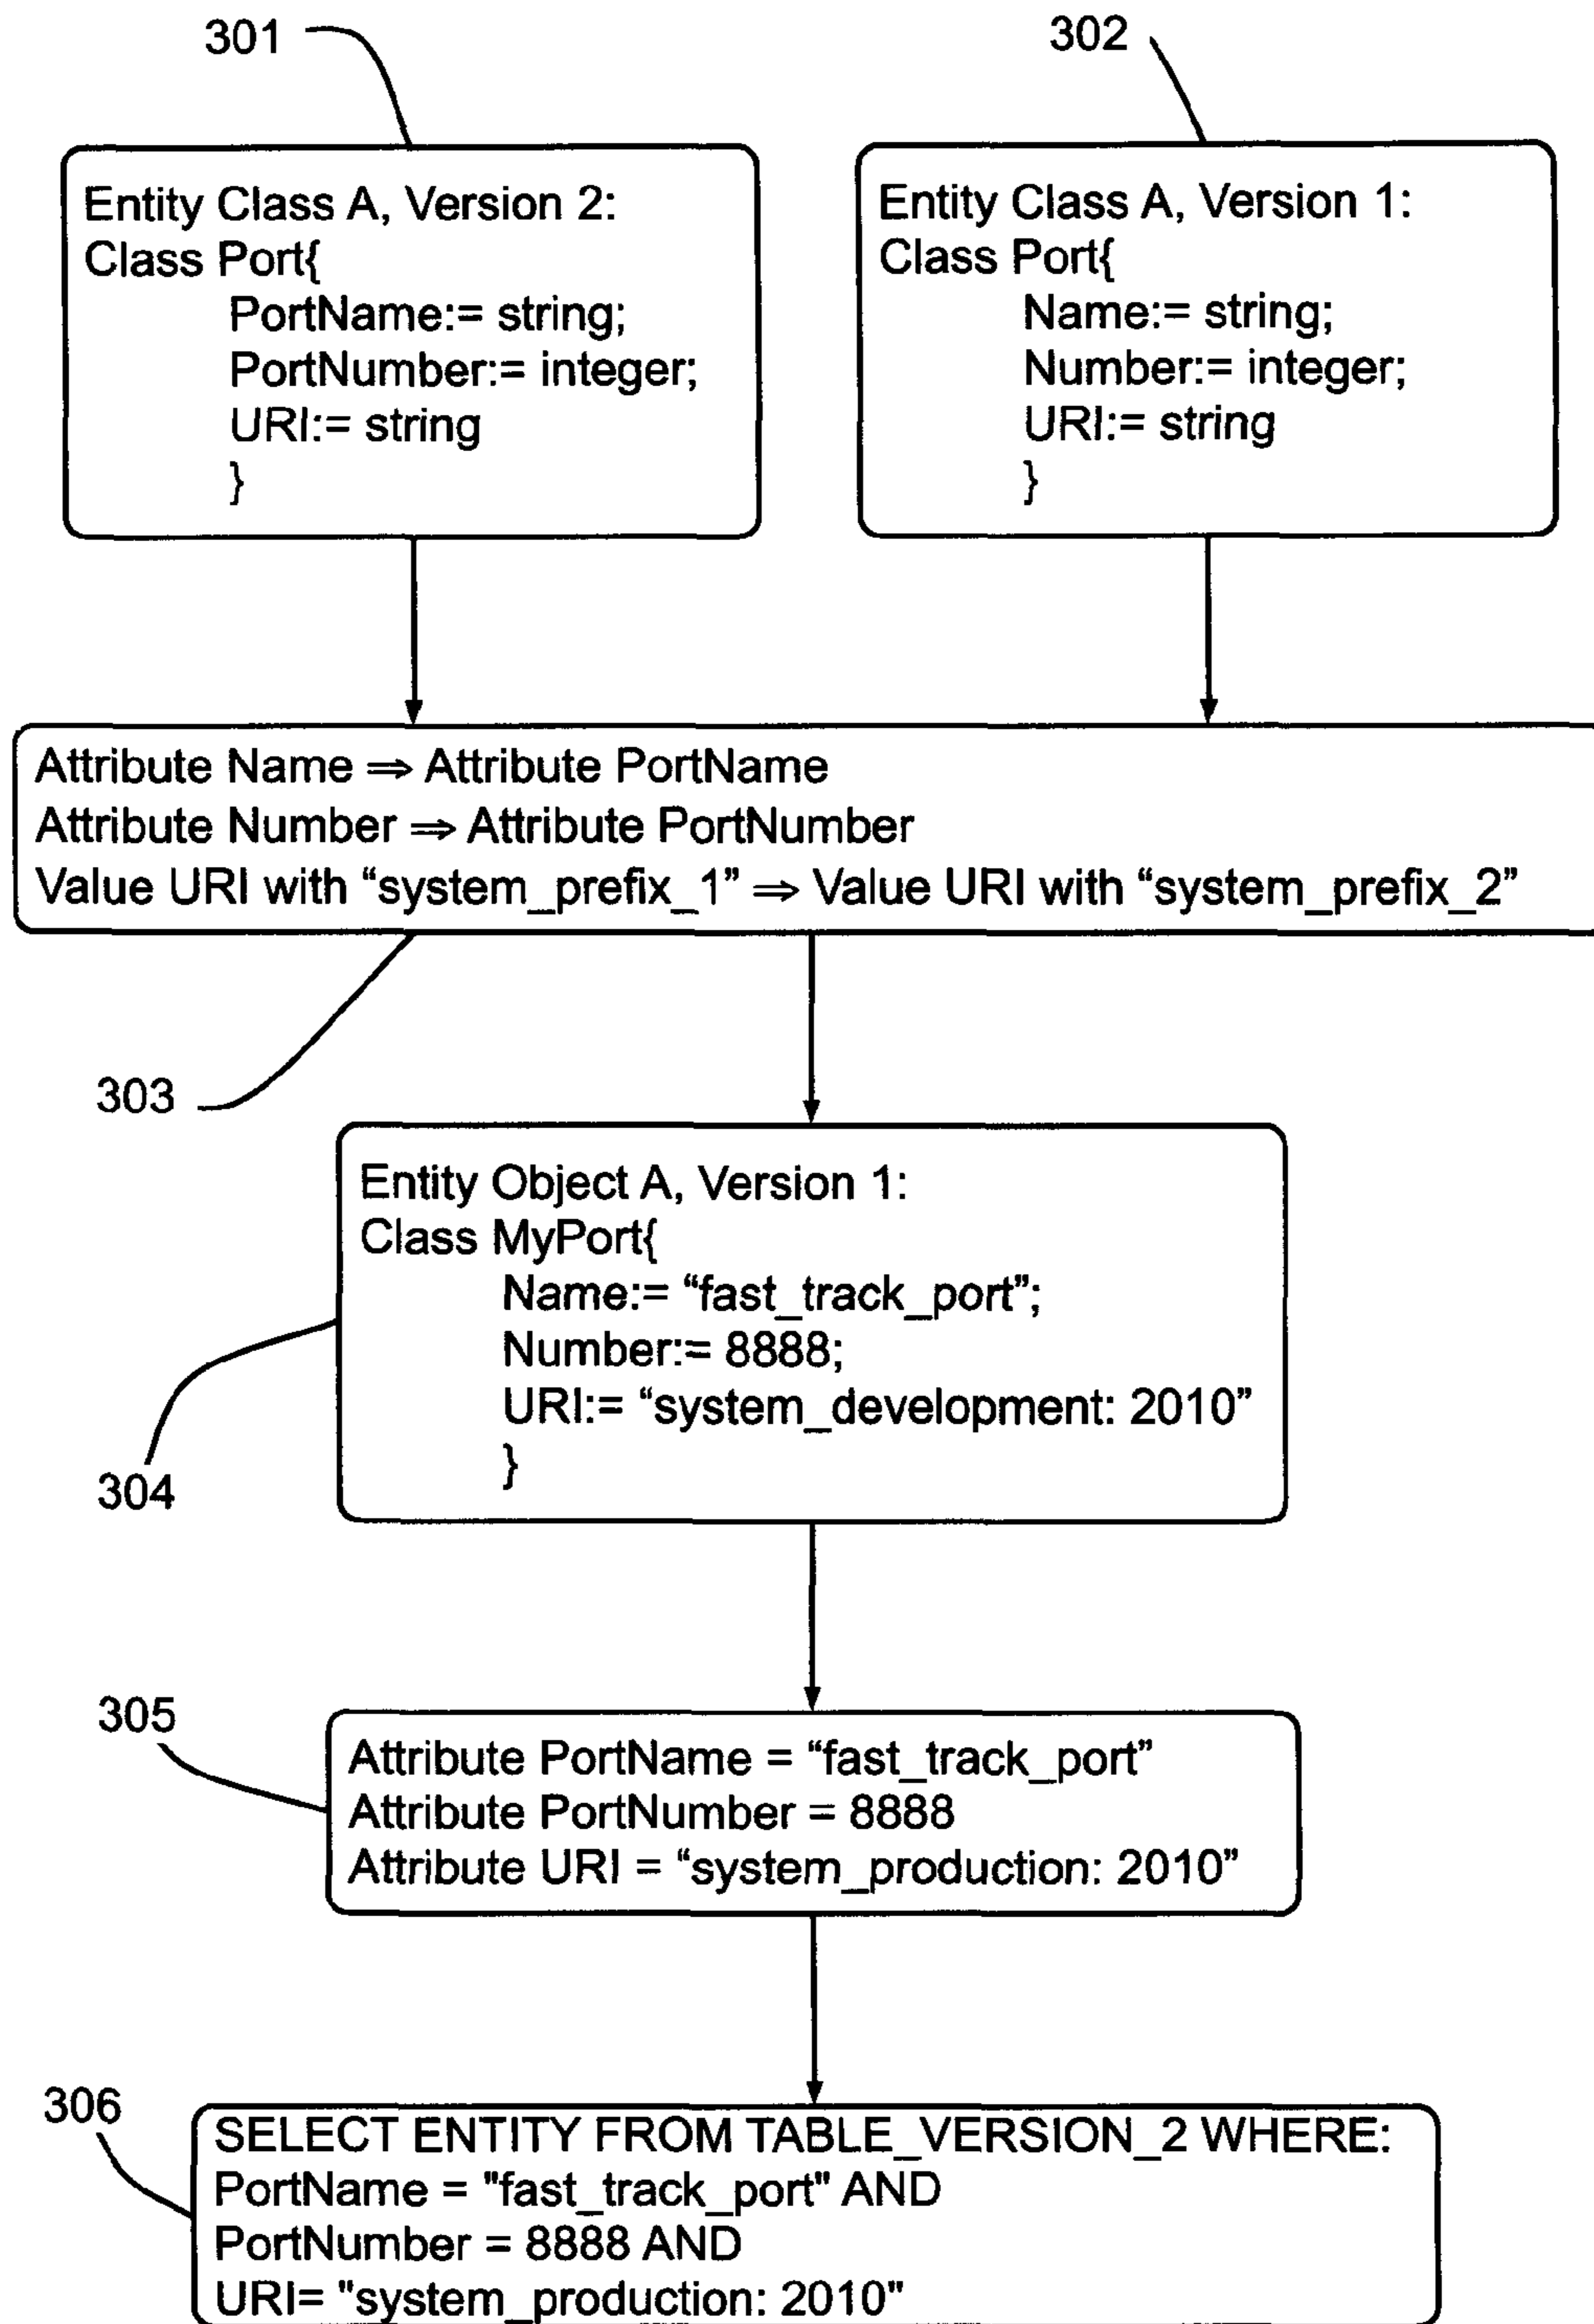 301
302
Entity Class A, Version 2:
Class Port{
PortName:= string;
PortNumber:= integer;
URI:= string
}
Entity Class A, Version 1:
Class Port{
Name:= string;
Number:= integer;
URI:= string
}
Attribute Name ⇒ Attribute PortName
Attribute Number ⇒ Attribute PortNumber
Value URI with “system_prefix_1” ⇒ Value URI with “system_prefix_2”
303
Entity Object A, Version 1:
Class MyPort{
Name:= “fast_track_port”;
Number:= 8888;
URI:= “system_development: 2010”
}
304
305
Attribute PortName = “fast_track_port”
Attribute PortNumber = 8888
Attribute URI = “system_production: 2010”
306
SELECT ENTITY FROM TABLE_VERSION_2 WHERE:
PortName = "fast_track_port" AND
PortNumber = 8888 AND
URI= "system_production: 2010"